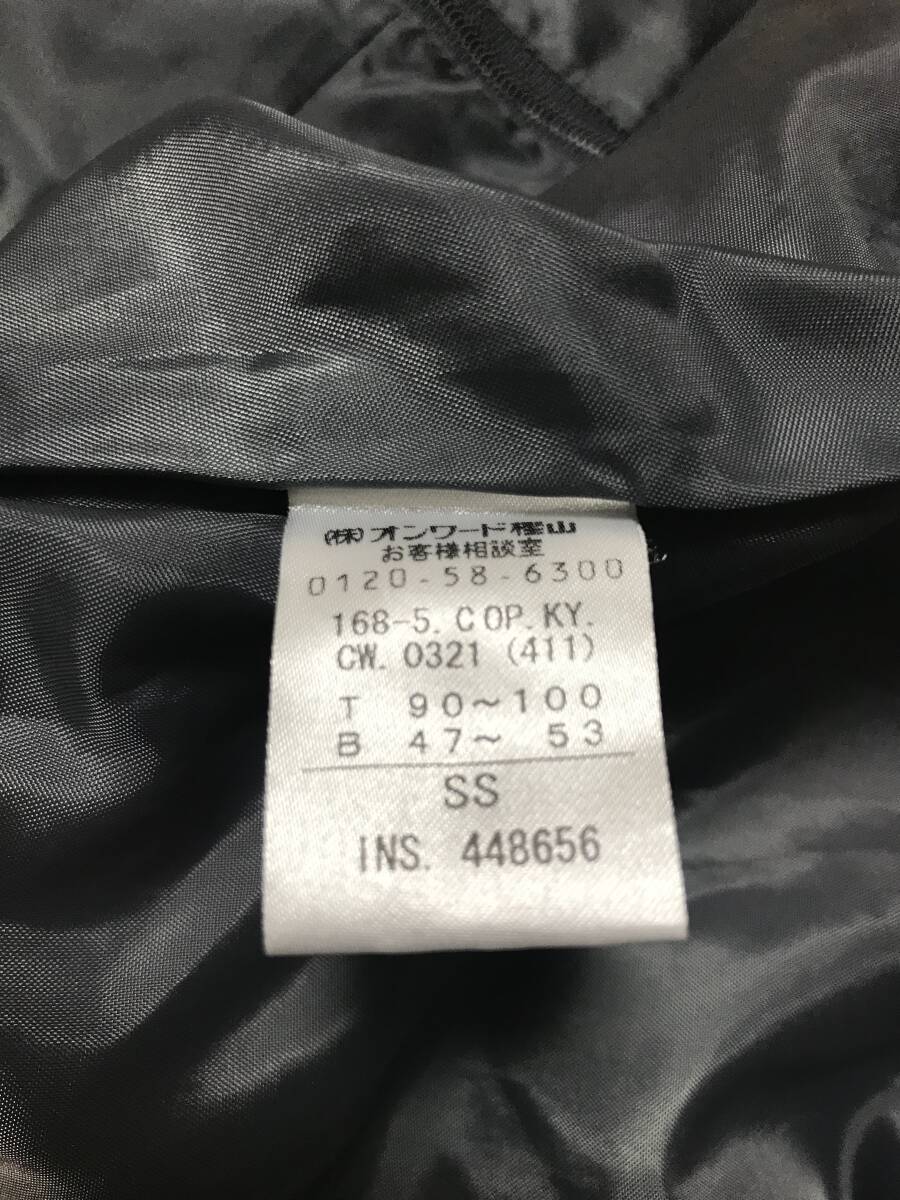 (株)オンワード樫山
お客様相談室
0120-58-6300
168-5. COP. KY.
CW. 0321 (411)
T 90～100
B 47～ 53
SS
INS. 448656